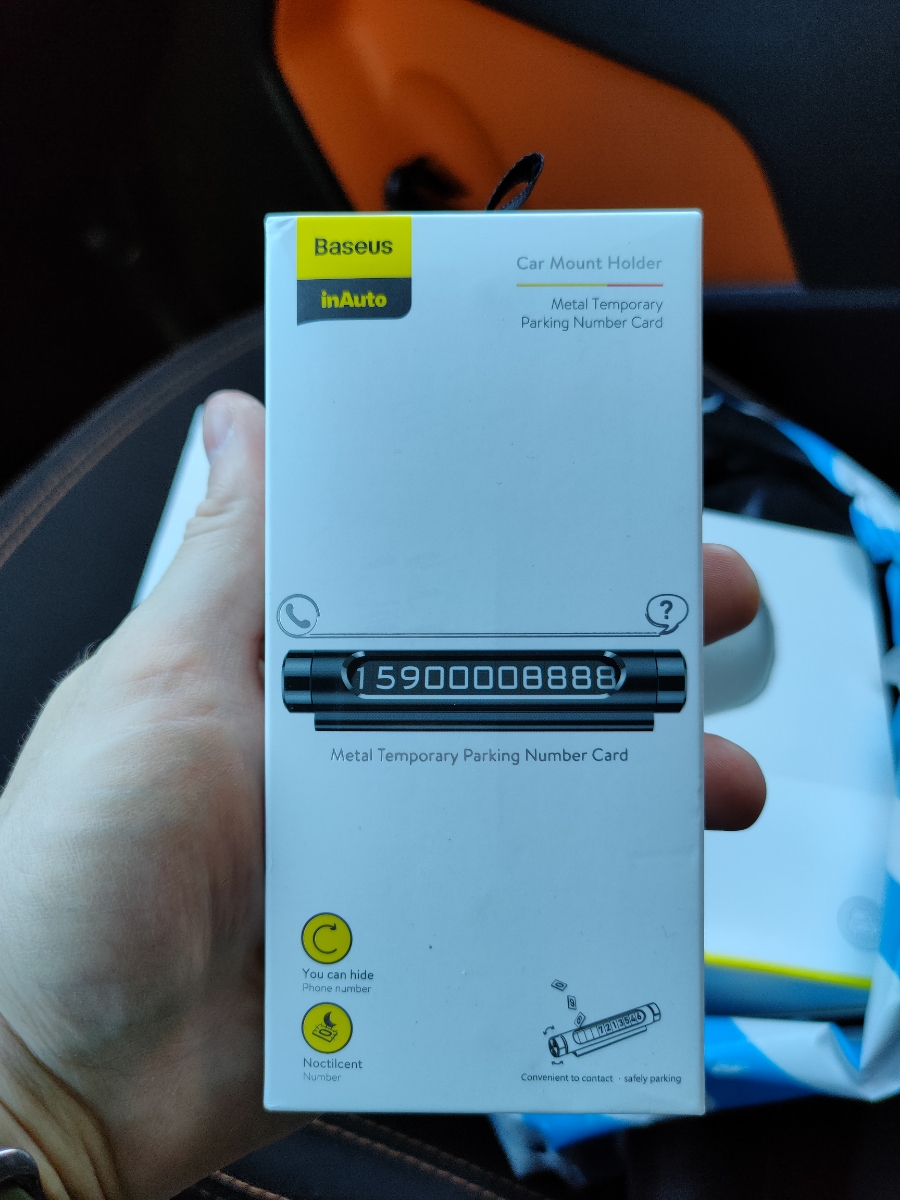 Baseus
inAuto
Car Mount Holder
Metal Temporary
Parking Number Card
?
15900008888
Metal Temporary Parking Number Card
You can hide
Phone number
Noctilcent
Number
7213546
Convenient to contact · safely parking